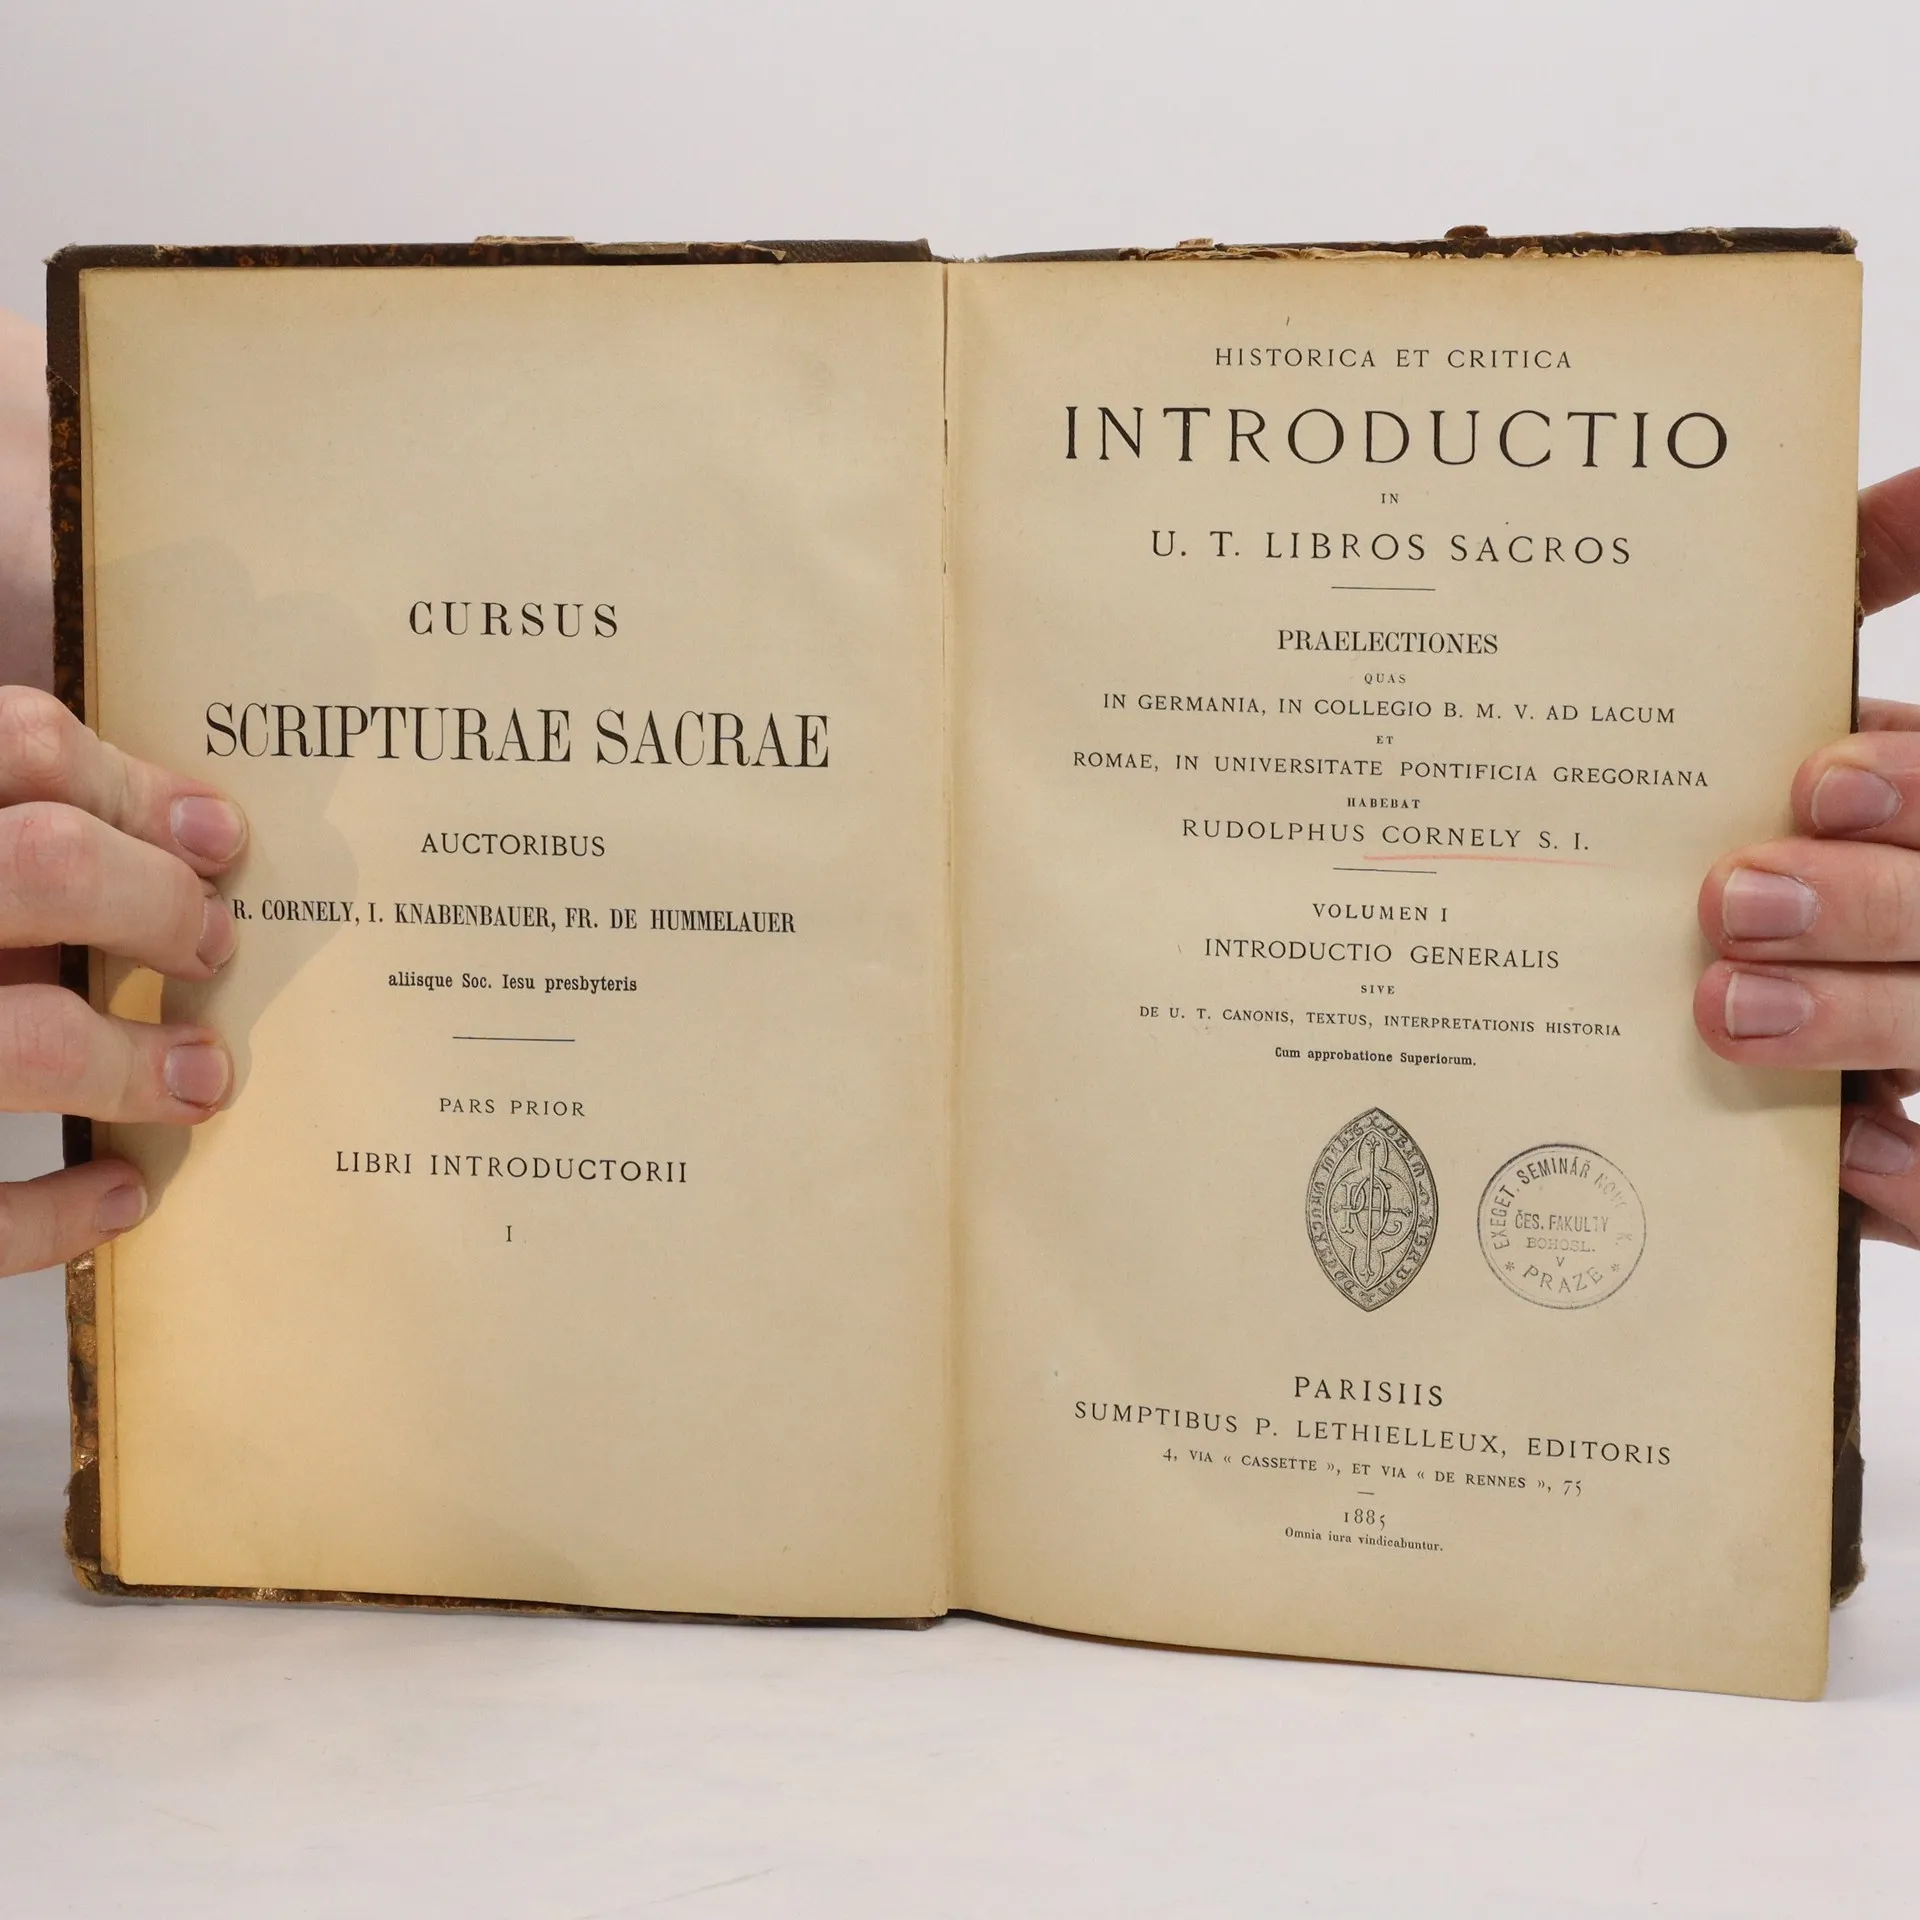 CURSUS
SCRIPTURAE SACRAE
AUCTORIBUS
R. CORNELY, I. KNABENBAUER, FR. DE HUMMELAUER
aliisque Soc. Iesu presbyteris
PARS PRIOR
LIBRI INTRODUCTORII
I
HISTORICA ET CRITICA
INTRODUCTIO
IN
U. T. LIBROS SACROS
PRAELECTIONES
QUAS
IN GERMANIA, IN COLLEGIO B. M. V. AD LACUM
ET
ROMAE, IN UNIVERSITATE PONTIFICIA GREGORIANA
HABEBAT
RUDOLPHUS CORNELY S. I.
VOLUMEN I
INTRODUCTIO GENERALIS
SIVE
DE U. T. CANONIS, TEXTUS, INTERPRETATIONIS HISTORIA
Cum approbatione Superiorum.
EXEGET. SEMINÁŘ
ČES. FAKULTY
BOHOSL.
V
* PRAZE *
PARISIIS
SUMPTIBUS P. LETHIELLEUX, EDITORIS
4, VIA « CASSETTE », ET VIA « DE RENNES », 75
1885
Omnia iura vindicabuntur.